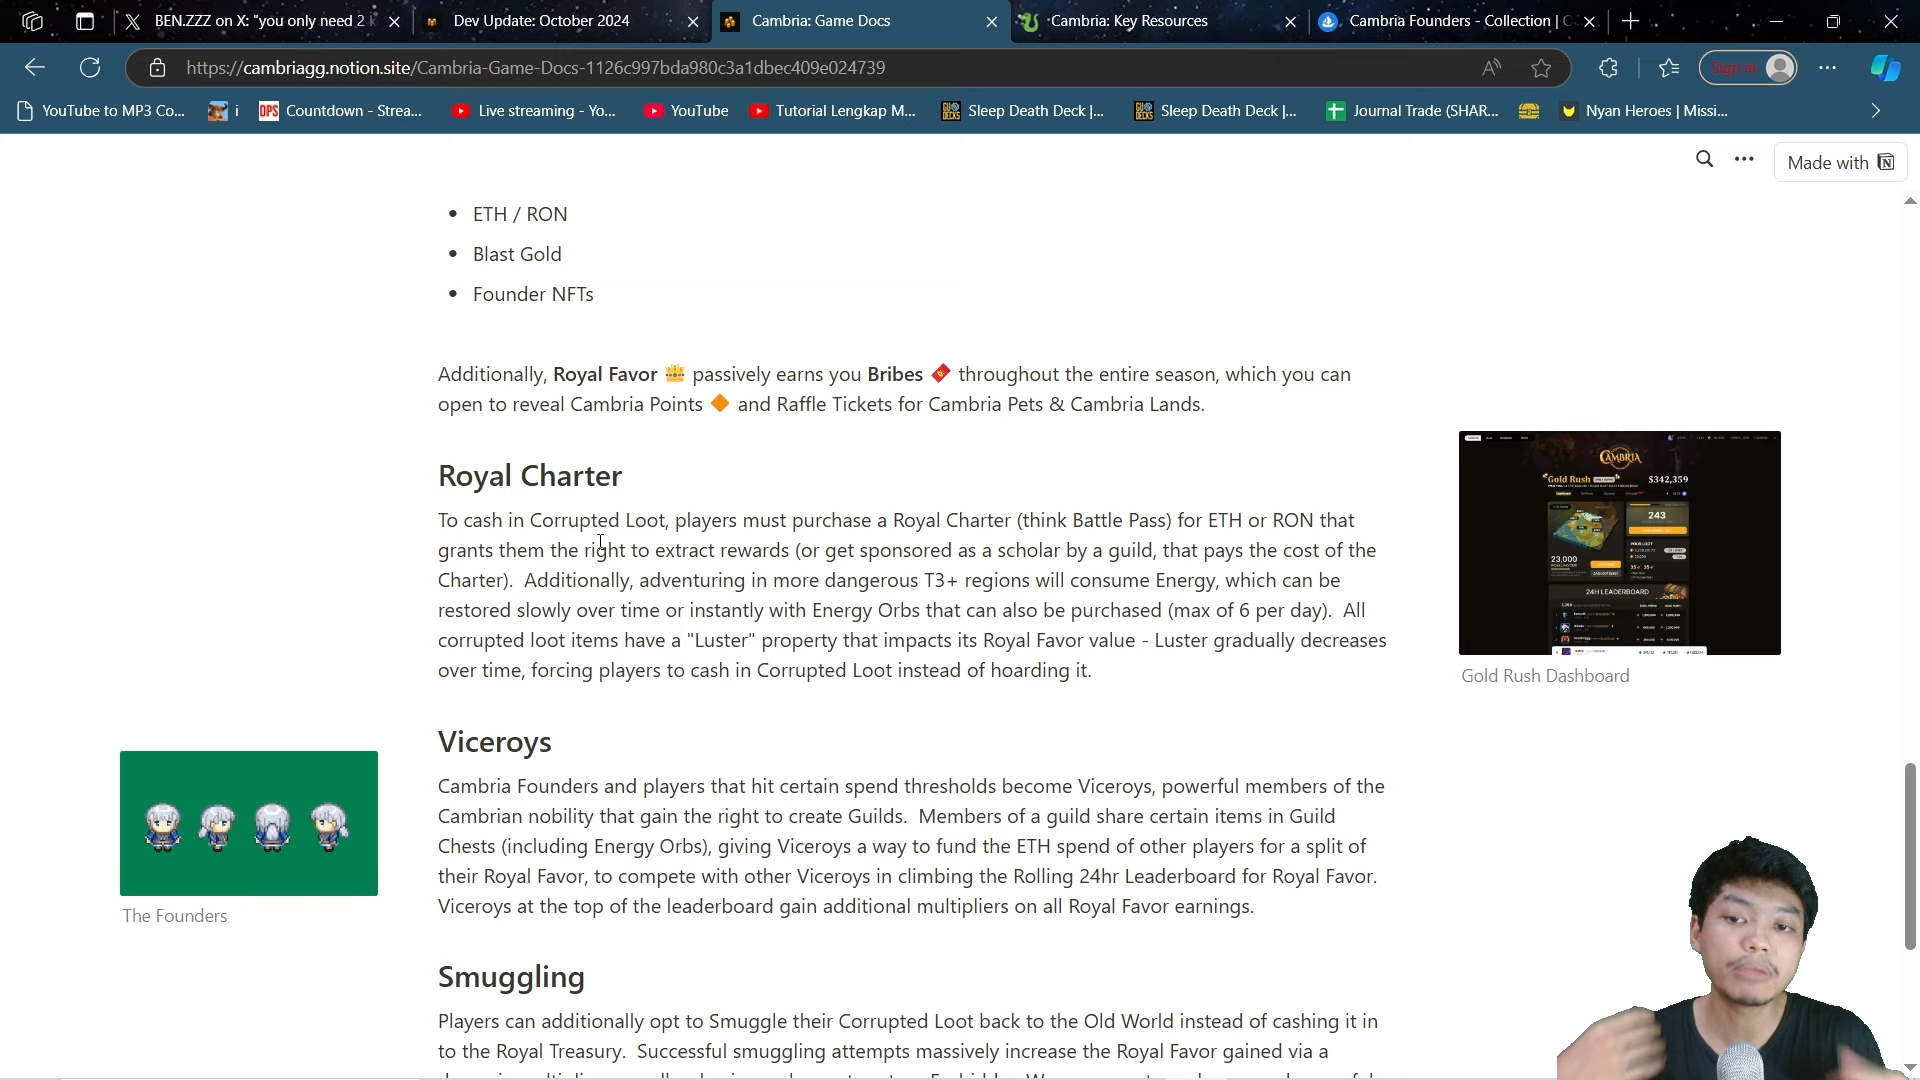 BEN.ZZZ on X: "you only need 2 k
Dev Update: October 2024
Cambria: Game Docs
Cambria: Key Resources
Cambria Founders - Collection | O
https://cambriagg.notion.site/Cambria-Game-Docs-1126c997bda980c3a1dbec409e024739
Sign in
YouTube to MP3 Co...
i
DPS
Countdown - Strea...
Live streaming - Yo...
YouTube
Tutorial Lengkap M...
Sleep Death Deck |...
Sleep Death Deck |...
Journal Trade (SHAR...
Nyan Heroes | Missi...
Made with
• ETH / RON
• Blast Gold
• Founder NFTs
Additionally, Royal Favor 👑 passively earns you Bribes 🧧 throughout the entire season, which you can
open to reveal Cambria Points 🔶 and Raffle Tickets for Cambria Pets & Cambria Lands.
Royal Charter
To cash in Corrupted Loot, players must purchase a Royal Charter (think Battle Pass) for ETH or RON that
grants them the right to extract rewards (or get sponsored as a scholar by a guild, that pays the cost of the
Charter).  Additionally, adventuring in more dangerous T3+ regions will consume Energy, which can be
restored slowly over time or instantly with Energy Orbs that can also be purchased (max of 6 per day).  All
corrupted loot items have a "Luster" property that impacts its Royal Favor value - Luster gradually decreases
over time, forcing players to cash in Corrupted Loot instead of hoarding it.
CAMBRIA
Gold Rush
$342,359
243
23,000
24H LEADERBOARD
Gold Rush Dashboard
Viceroys
Cambria Founders and players that hit certain spend thresholds become Viceroys, powerful members of the
Cambrian nobility that gain the right to create Guilds.  Members of a guild share certain items in Guild
Chests (including Energy Orbs), giving Viceroys a way to fund the ETH spend of other players for a split of
their Royal Favor, to compete with other Viceroys in climbing the Rolling 24hr Leaderboard for Royal Favor.
Viceroys at the top of the leaderboard gain additional multipliers on all Royal Favor earnings.
The Founders
Smuggling
Players can additionally opt to Smuggle their Corrupted Loot back to the Old World instead of cashing it in
to the Royal Treasury.  Successful smuggling attempts massively increase the Royal Favor gained via a